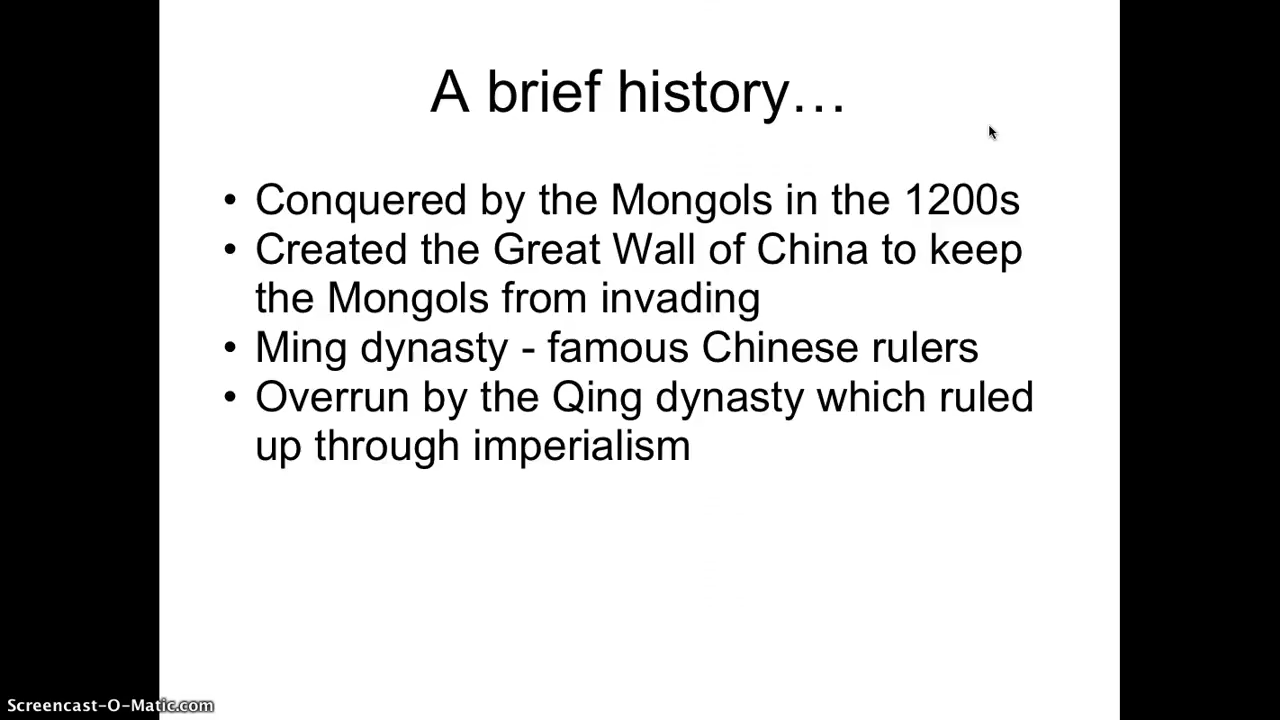 A brief history…
• Conquered by the Mongols in the 1200s
• Created the Great Wall of China to keep
the Mongols from invading
• Ming dynasty - famous Chinese rulers
• Overrun by the Qing dynasty which ruled
up through imperialism
Screencast-O-Matic.com